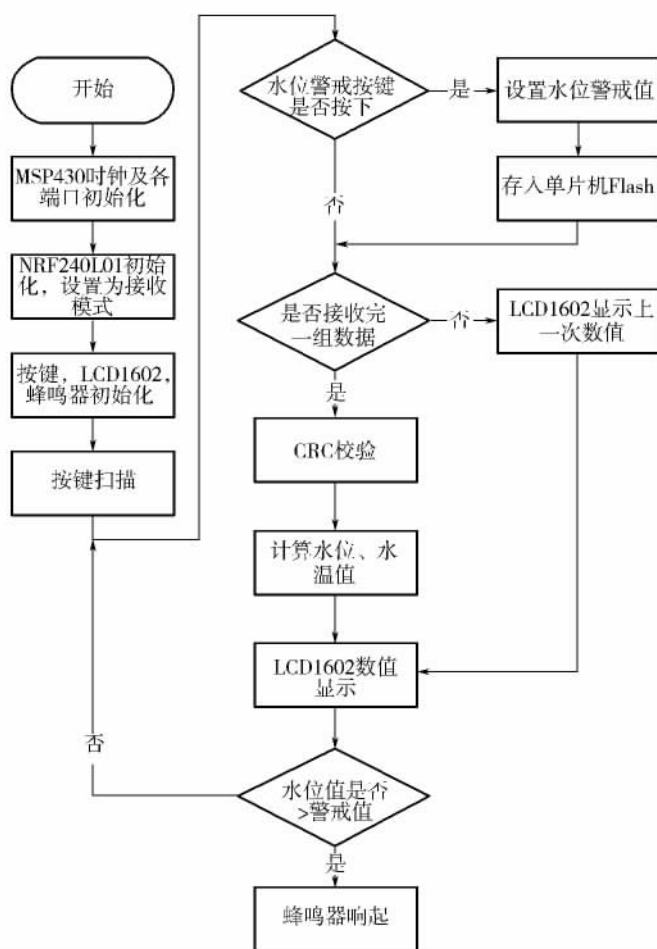 开始
MSP430时钟及各
端口初始化
NRF240L01初始
化，设置为接收
模式
按键，LCD1602，
蜂鸣器初始化
按键扫描
水位警戒按键
是否按下
是
设置水位警戒值
存入单片机Flash
否
是否接收完
一组数据
否
LCD1602显示上
一次数值
是
CRC校验
计算水位、水
温值
LCD1602数值
显示
否
水位值是否
>警戒值
是
蜂鸣器响起